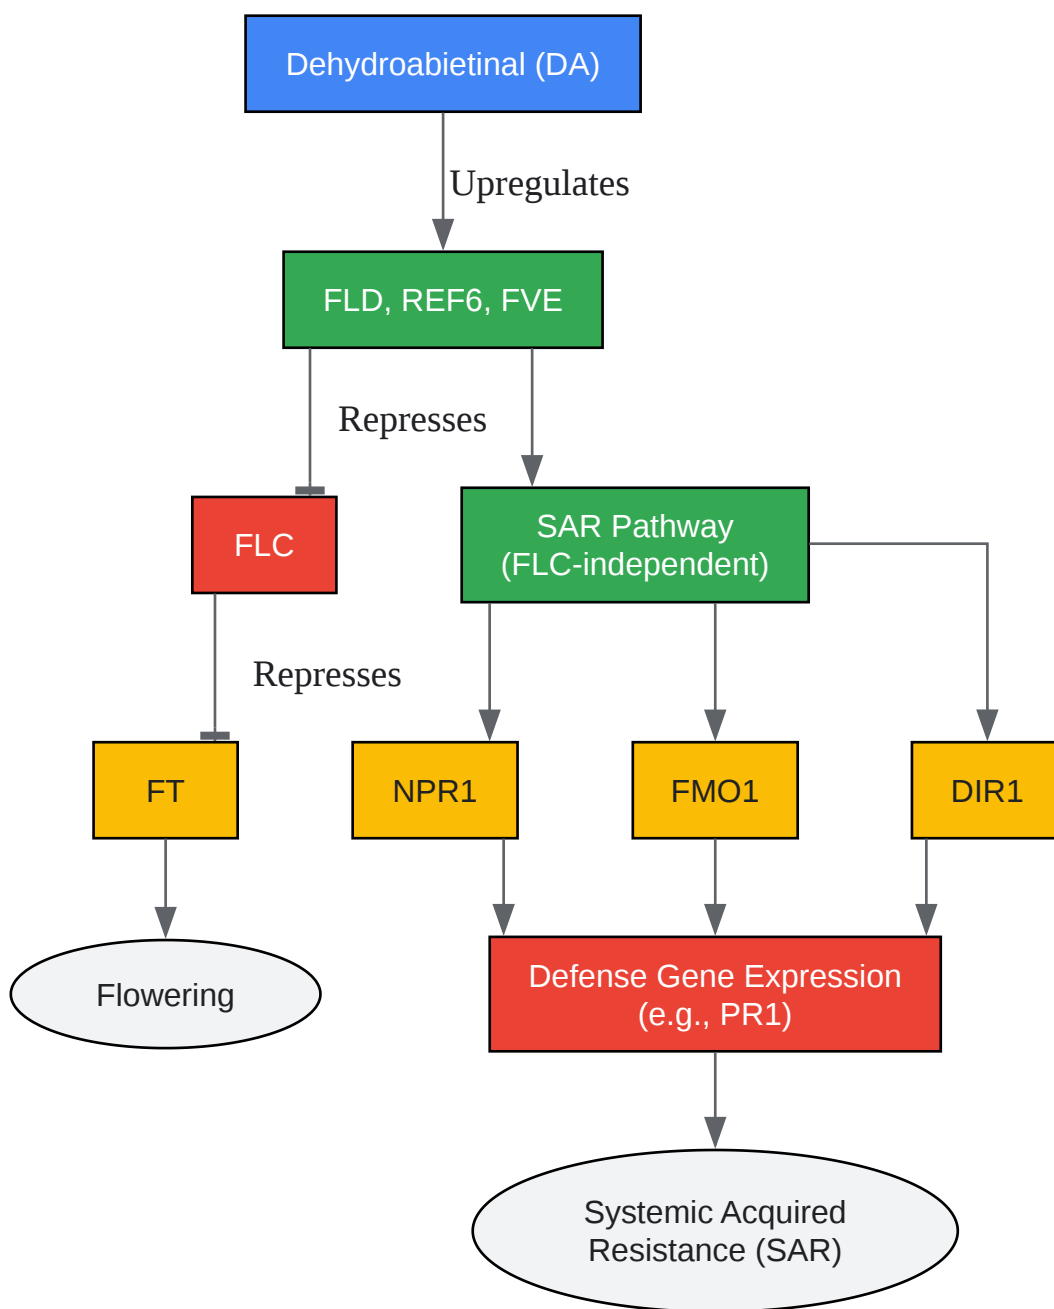 Dehydroabietinal (DA)
Upregulates
FLD, REF6, FVE
Represses
FLC
SAR Pathway
(FLC-independent)
Represses
FT
NPR1
FMO1
DIR1
Flowering
Defense Gene Expression
(e.g., PR1)
Systemic Acquired
Resistance (SAR)